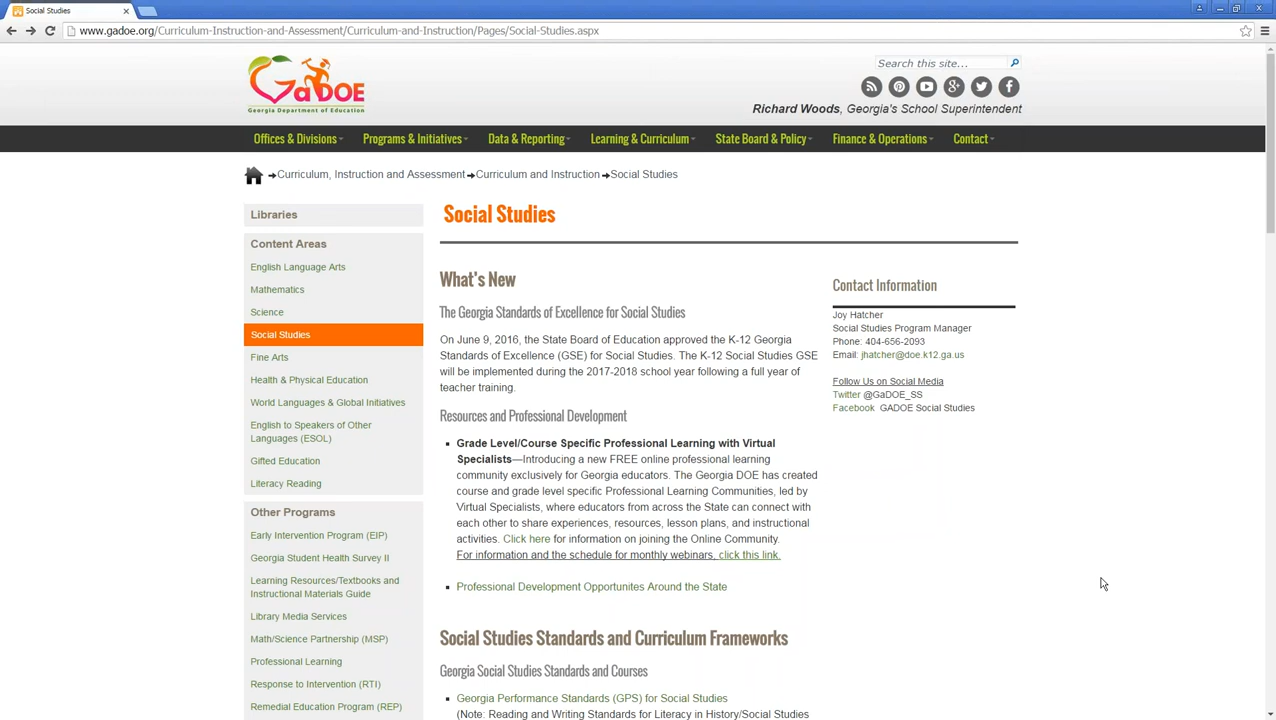 Social Studies
www.gadoe.org/Curriculum-Instruction-and-Assessment/Curriculum-and-Instruction/Pages/Social-Studies.aspx
GaDOE
Georgia Department of Education
Search this site...
Richard Woods, Georgia's School Superintendent
Offices & Divisions
Programs & Initiatives
Data & Reporting
Learning & Curriculum
State Board & Policy
Finance & Operations
Contact
Curriculum, Instruction and Assessment
Curriculum and Instruction
Social Studies
Libraries
Content Areas
English Language Arts
Mathematics
Science
Social Studies
Fine Arts
Health & Physical Education
World Languages & Global Initiatives
English to Speakers of Other
Languages (ESOL)
Gifted Education
Literacy Reading
Other Programs
Early Intervention Program (EIP)
Georgia Student Health Survey II
Learning Resources/Textbooks and
Instructional Materials Guide
Library Media Services
Math/Science Partnership (MSP)
Professional Learning
Response to Intervention (RTI)
Remedial Education Program (REP)
Social Studies
What's New
The Georgia Standards of Excellence for Social Studies
On June 9, 2016, the State Board of Education approved the K-12 Georgia
Standards of Excellence (GSE) for Social Studies. The K-12 Social Studies GSE
will be implemented during the 2017-2018 school year following a full year of
teacher training.
Resources and Professional Development
Grade Level/Course Specific Professional Learning with Virtual
Specialists—Introducing a new FREE online professional learning
community exclusively for Georgia educators. The Georgia DOE has created
course and grade level specific Professional Learning Communities, led by
Virtual Specialists, where educators from across the State can connect with
each other to share experiences, resources, lesson plans, and instructional
activities. Click here for information on joining the Online Community.
For information and the schedule for monthly webinars, click this link.
Professional Development Opportunites Around the State
Social Studies Standards and Curriculum Frameworks
Georgia Social Studies Standards and Courses
Georgia Performance Standards (GPS) for Social Studies
(Note: Reading and Writing Standards for Literacy in History/Social Studies
Contact Information
Joy Hatcher
Social Studies Program Manager
Phone: 404-656-2093
Email: jhatcher@doe.k12.ga.us
Follow Us on Social Media
Twitter @GaDOE_SS
Facebook GADOE Social Studies